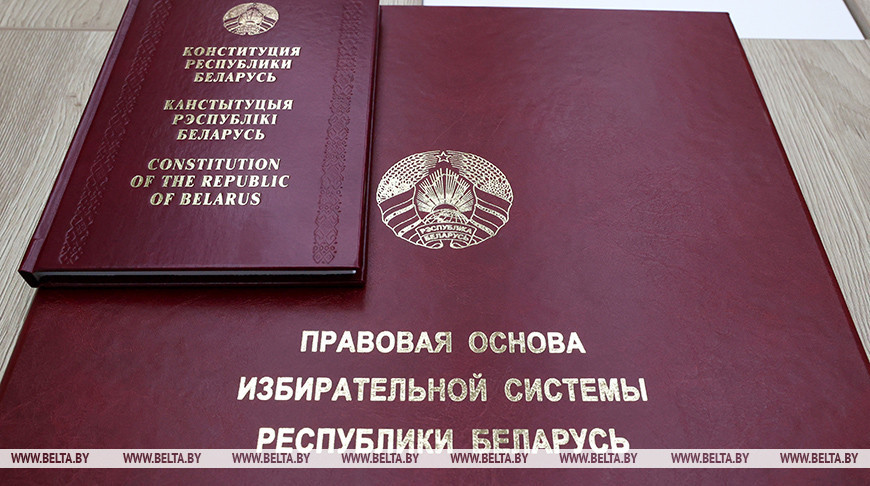 КОНСТИТУЦИЯ
РЕСПУБЛИКИ
БЕЛАРУСЬ
КАНСТЫТУЦЫЯ
РЭСПУБЛІКІ
БЕЛАРУСЬ
CONSTITUTION
OF THE REPUBLIC
OF BELARUS
РЭСПУБЛІКА
БЕЛАРУСЬ
ПРАВОВАЯ ОСНОВА
ИЗБИРАТЕЛЬНОЙ СИСТЕМЫ
РЕСПУБЛИКИ БЕЛАРУСЬ
WWW.BELTA.BY WWW.BELTA.BY WWW.BELTA.BY WWW.BELTA.BY WWW.BELTA.BY WWW.BELTA.BY WWW.BELTA.BY WWW.BELTA.BY